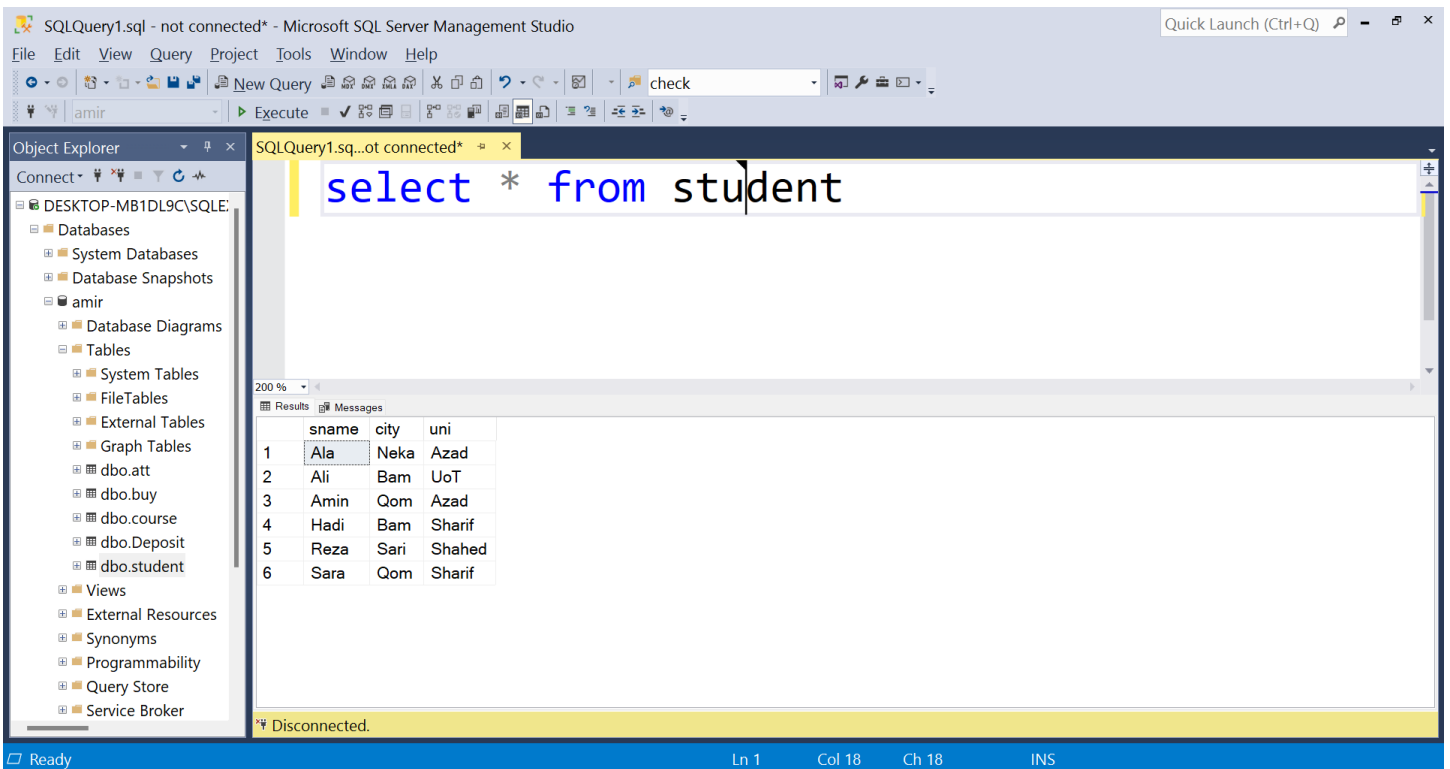 SQLQuery1.sql - not connected* - Microsoft SQL Server Management Studio
Quick Launch (Ctrl+Q)
File Edit View Query Project Tools Window Help
New Query MDX DMX XMLA DAX check
amir Execute
Object Explorer
SQLQuery1.sq...ot connected*
Connect
select * from student
DESKTOP-MB1DL9C\SQLE
Databases
System Databases
Database Snapshots
amir
Database Diagrams
Tables
System Tables
FileTables
External Tables
Graph Tables
dbo.att
dbo.buy
dbo.course
dbo.Deposit
dbo.student
Views
External Resources
Synonyms
Programmability
Query Store
Service Broker
200 %
Results Messages
sname city uni
1 Ala Neka Azad
2 Ali Bam UoT
3 Amin Qom Azad
4 Hadi Bam Sharif
5 Reza Sari Shahed
6 Sara Qom Sharif
Disconnected.
Ready Ln 1 Col 18 Ch 18 INS